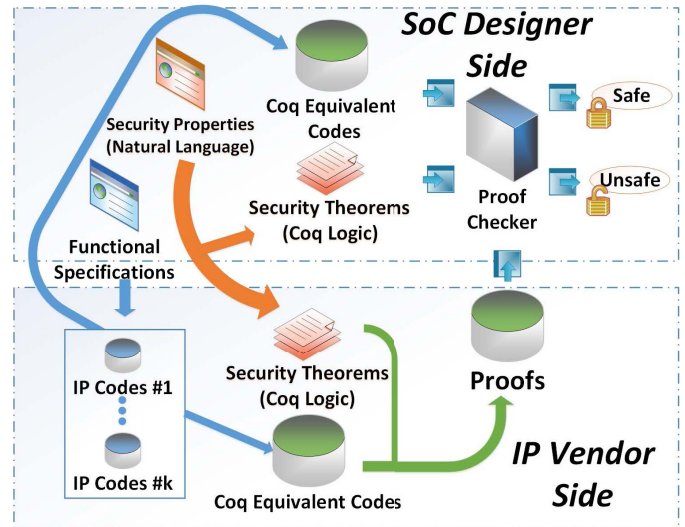 SoC Designer
Side
Coq Equivalent
Codes
Security Properties
(Natural Language)
Safe
Unsafe
Proof
Checker
Security Theorems
(Coq Logic)
Functional
Specifications
IP Codes #1
IP Codes #k
Security Theorems
(Coq Logic)
Coq Equivalent Codes
Proofs
IP Vendor
Side